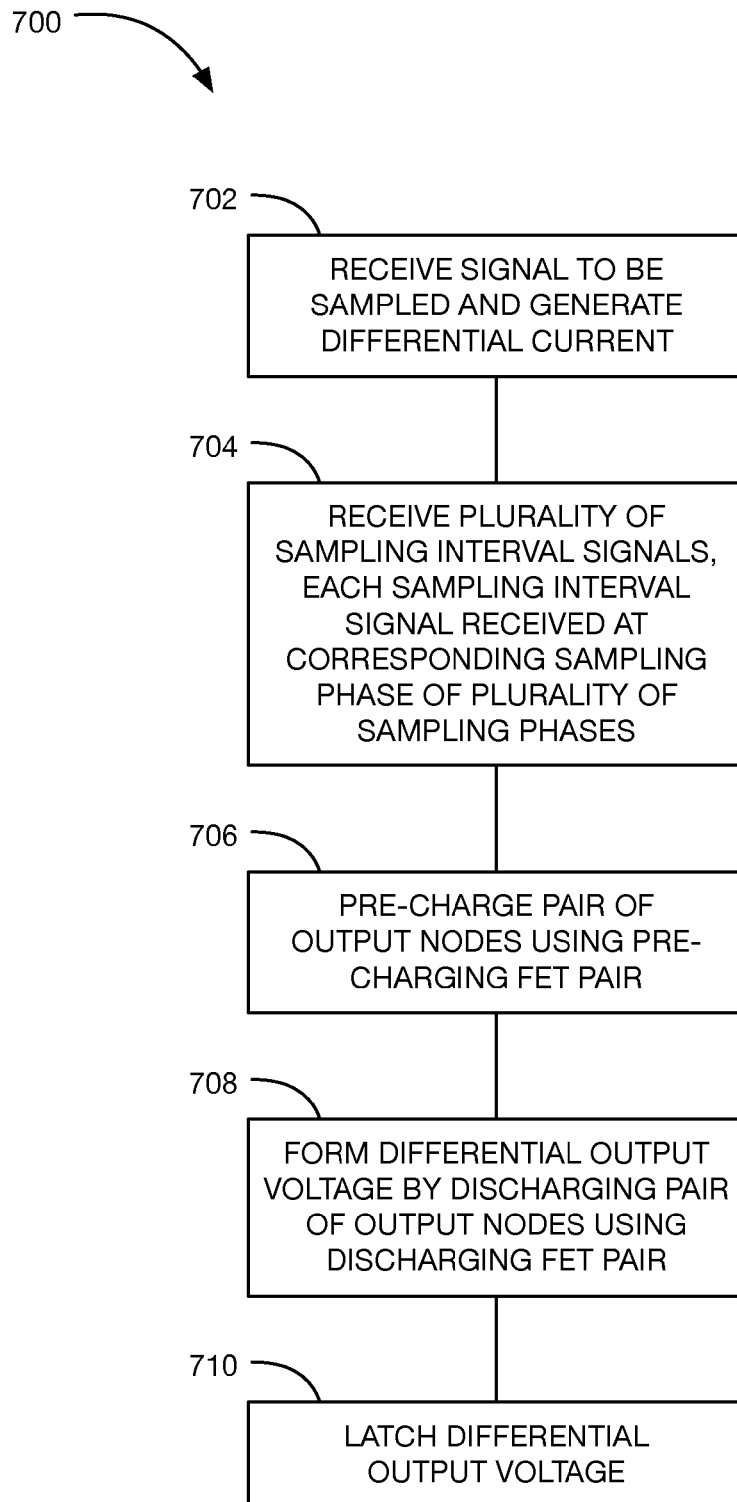 700
702
RECEIVE SIGNAL TO BE
SAMPLED AND GENERATE
DIFFERENTIAL CURRENT
704
RECEIVE PLURALITY OF
SAMPLING INTERVAL SIGNALS,
EACH SAMPLING INTERVAL
SIGNAL RECEIVED AT
CORRESPONDING SAMPLING
PHASE OF PLURALITY OF
SAMPLING PHASES
706
PRE-CHARGE PAIR OF
OUTPUT NODES USING PRE-
CHARGING FET PAIR
708
FORM DIFFERENTIAL OUTPUT
VOLTAGE BY DISCHARGING PAIR
OF OUTPUT NODES USING
DISCHARGING FET PAIR
710
LATCH DIFFERENTIAL
OUTPUT VOLTAGE